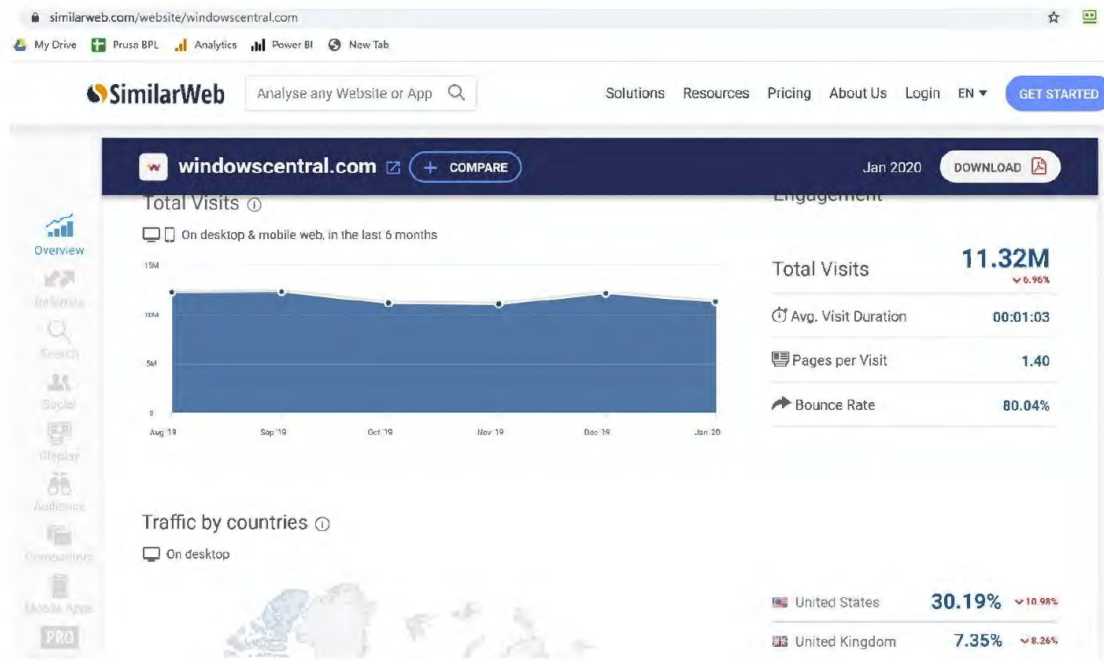 similarweb.com/website/windowscentral.com
My Drive Prusa BPL Analytics Power BI New Tab
SimilarWeb Analyse any Website or App Solutions Resources Pricing About Us Login EN GET STARTED
windowscentral.com + COMPARE Jan 2020 DOWNLOAD
Total Visits
On desktop & mobile web, in the last 6 months
15M
10M
5M
0
Aug '19 Sep '19 Oct '19 Nov '19 Dec '19 Jan '20
Engagement
Total Visits 11.32M
6.96%
Avg. Visit Duration 00:01:03
Pages per Visit 1.40
Bounce Rate 80.04%
Overview
Referrals
Search
Social
Display
Audience
Competitors
Mobile Apps
PRO
Traffic by countries
On desktop
United States 30.19% 10.98%
United Kingdom 7.35% 8.26%